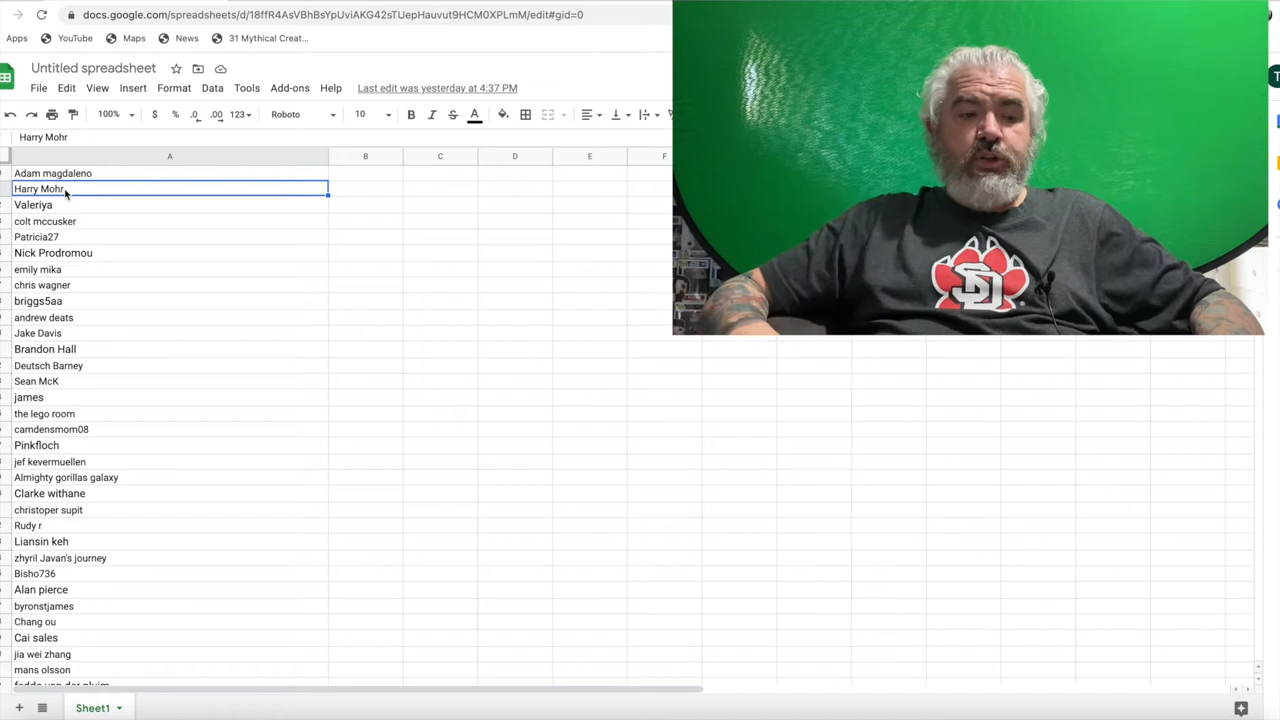 docs.google.com/spreadsheets/d/18ffR4AsVBhBsYpUviAKG42sTUepHauvut9HCM0XPLmM/edit#gid=0
Apps YouTube Maps News 31 Mythical Creat...
Untitled spreadsheet
File Edit View Insert Format Data Tools Add-ons Help Last edit was yesterday at 4:37 PM
100% $ % .0 .00 123 Roboto 10 B I S A
Harry Mohr
A B C D E F
Adam magdaleno
Harry Mohr
Valeriya
colt mccusker
Patricia27
Nick Prodromou
emily mika
chris wagner
briggs5aa
andrew deats
Jake Davis
Brandon Hall
Deutsch Barney
Sean McK
james
the lego room
camdensmom08
Pinkfloch
jef kevermuellen
Almighty gorillas galaxy
Clarke withane
christoper supit
Rudy r
Liansin keh
zhyril Javan's journey
Bisho736
Alan pierce
byronstjames
Chang ou
Cai sales
jia wei zhang
mans olsson
Sheet1
SD